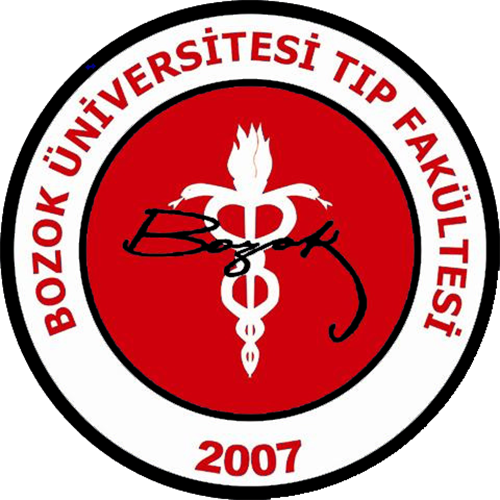 BOZOK ÜNİVERSİTESİ TIP FAKÜLTESİ
Bozok
2007